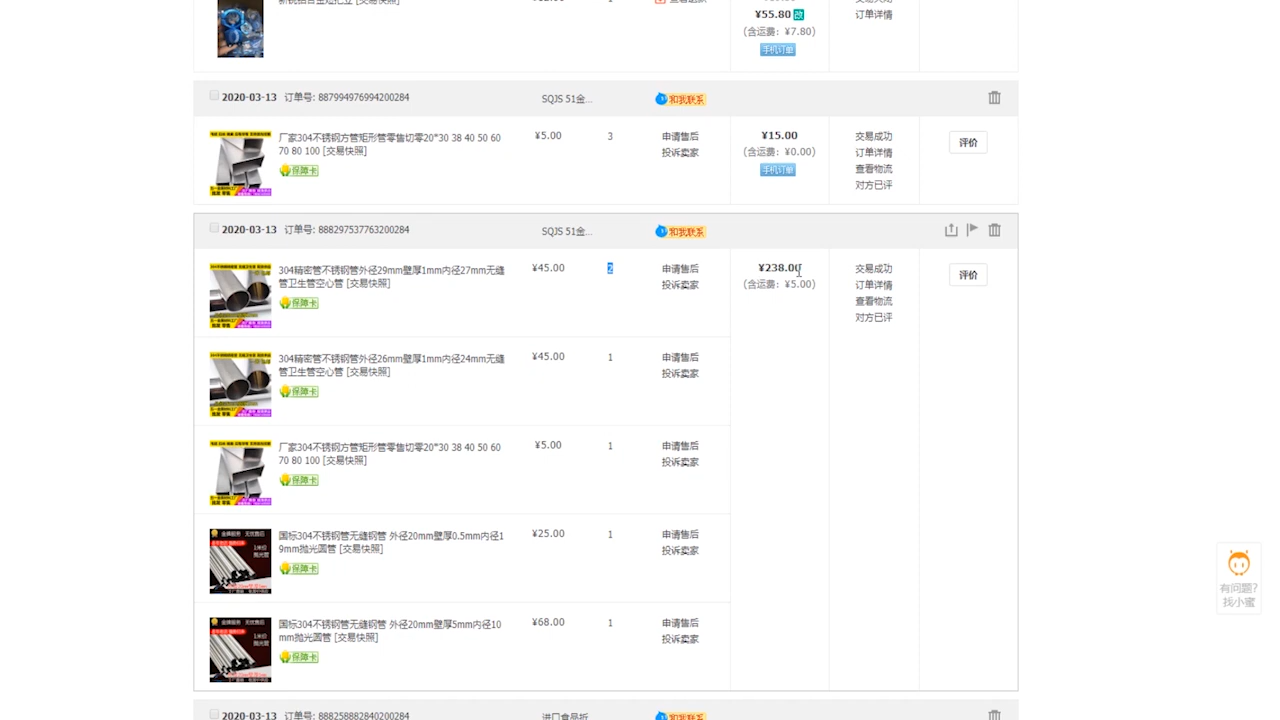 ¥55.80 改
订单详情
(含运费: ¥7.80)
手机订单
2020-03-13 订单号: 887994976994200284 SQJS 51金... 和我联系
厂家304不锈钢方管矩形管零售切零20*30 38 40 50 60 70 80 100 [交易快照]
保障卡
¥5.00
3
申请售后
投诉卖家
¥15.00
(含运费: ¥0.00)
手机订单
交易成功
订单详情
查看物流
对方已评
评价
2020-03-13 订单号: 888297537763200284 SQJS 51金... 和我联系
304精密管不锈钢管外径29mm壁厚1mm内径27mm无缝
管卫生管空心管 [交易快照]
保障卡
¥45.00
2
申请售后
投诉卖家
¥238.00
(含运费: ¥5.00)
交易成功
订单详情
查看物流
对方已评
评价
304精密管不锈钢管外径26mm壁厚1mm内径24mm无缝
管卫生管空心管 [交易快照]
保障卡
¥45.00
1
申请售后
投诉卖家
厂家304不锈钢方管矩形管零售切零20*30 38 40 50 60
70 80 100 [交易快照]
保障卡
¥5.00
1
申请售后
投诉卖家
国标304不锈钢管无缝钢管 外径20mm壁厚0.5mm内径1
9mm抛光圆管 [交易快照]
保障卡
¥25.00
1
申请售后
投诉卖家
国标304不锈钢管无缝钢管 外径20mm壁厚5mm内径10
mm抛光圆管 [交易快照]
保障卡
¥68.00
1
申请售后
投诉卖家
有问题?
找小蜜
2020-03-13 订单号: 888258882840200284 进口食品折 和我联系